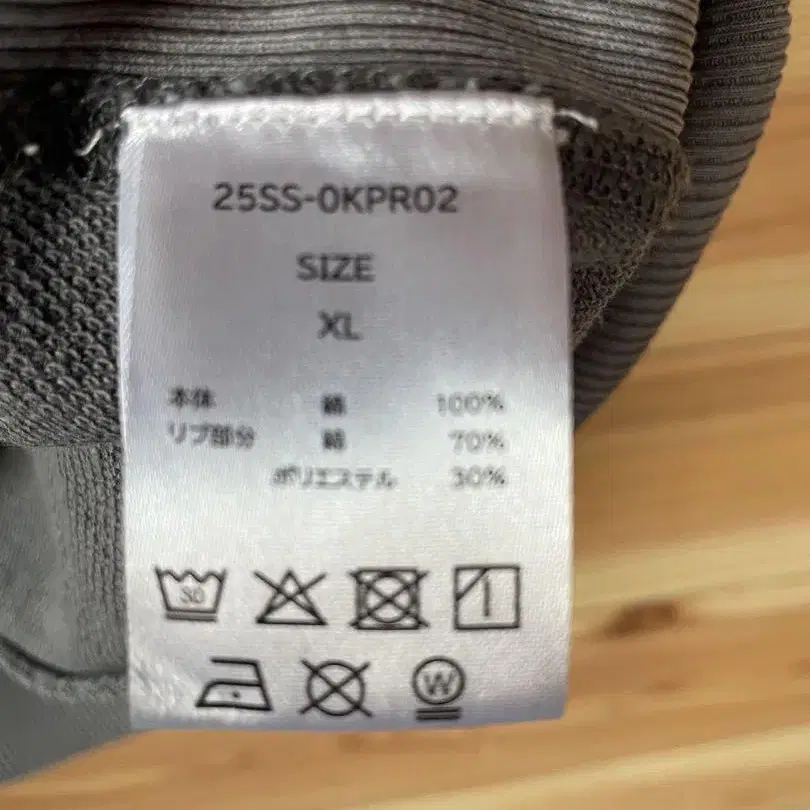 25SS-0KPR02
SIZE
XL
本体 綿 100%
リブ部分 綿 70%
ポリエステル 30%
30
W